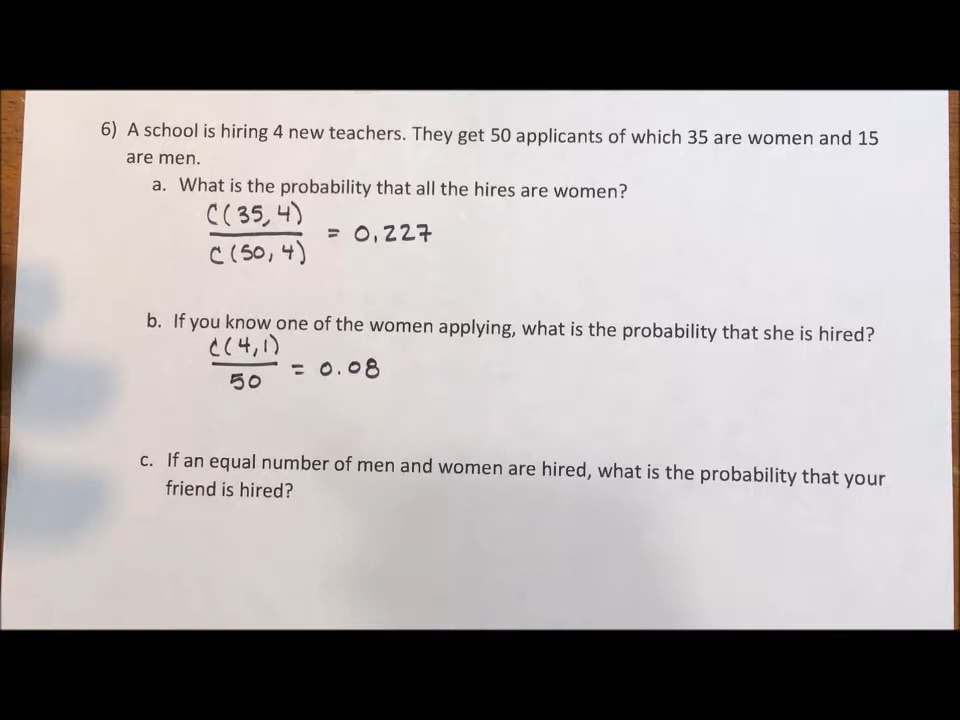 6) A school is hiring 4 new teachers. They get 50 applicants of which 35 are women and 15
are men.
a. What is the probability that all the hires are women?
C(35,4)
C(50,4)
= 0.227
b. If you know one of the women applying, what is the probability that she is hired?
C(4,1)
50
= 0.08
c. If an equal number of men and women are hired, what is the probability that your
friend is hired?